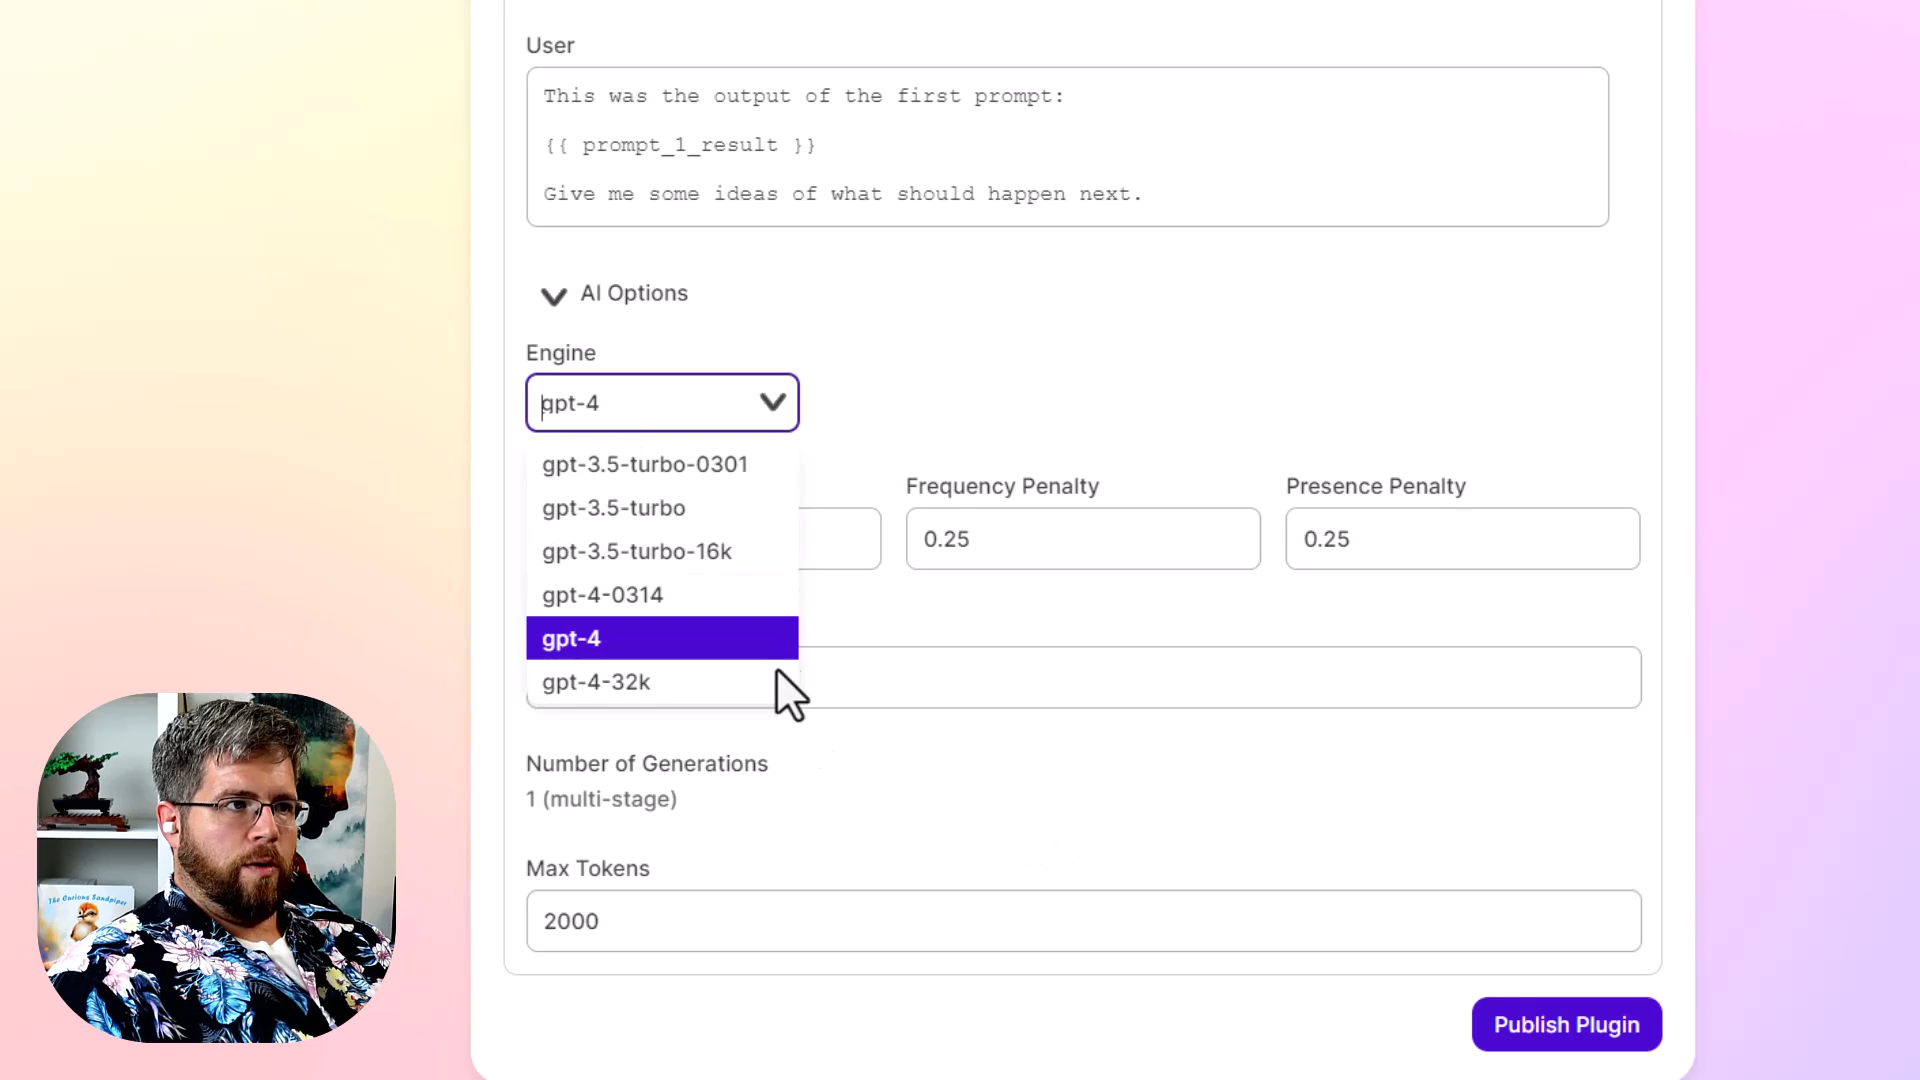 User
This was the output of the first prompt:
{{ prompt_1_result }}
Give me some ideas of what should happen next.
AI Options
Engine
gpt-4
gpt-3.5-turbo-0301
gpt-3.5-turbo
gpt-3.5-turbo-16k
gpt-4-0314
gpt-4
gpt-4-32k
Frequency Penalty
0.25
Presence Penalty
0.25
Number of Generations
1 (multi-stage)
Max Tokens
2000
Publish Plugin
The Curious Sandpiper